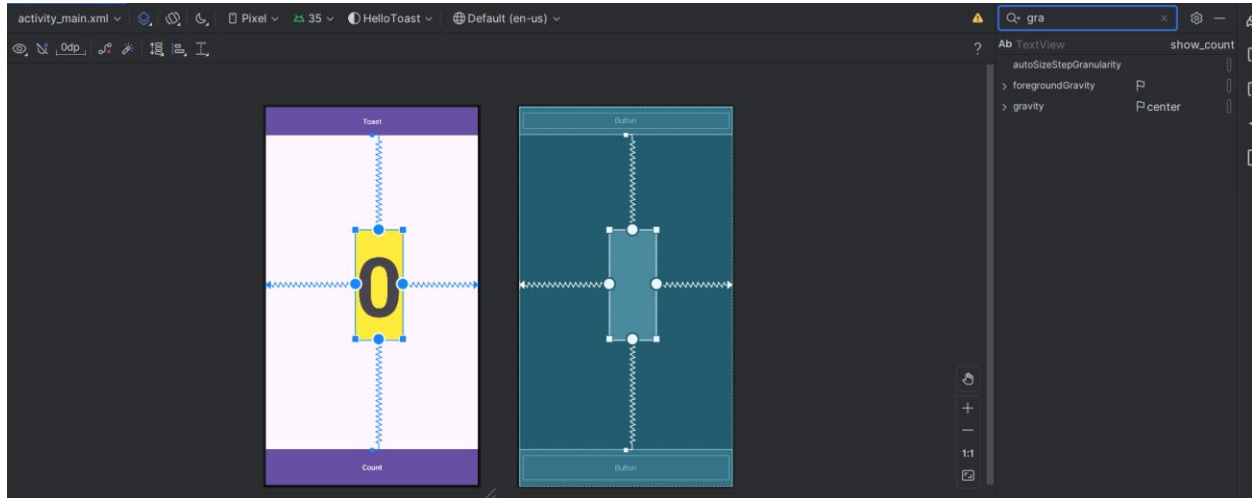 activity_main.xml Pixel 35 HelloToast Default (en-us)
gra
0dp
?
Ab TextView show_count
autoSizeStepGranularity
foregroundGravity
gravity center
Toast
Button
0
1:1
Count
Button